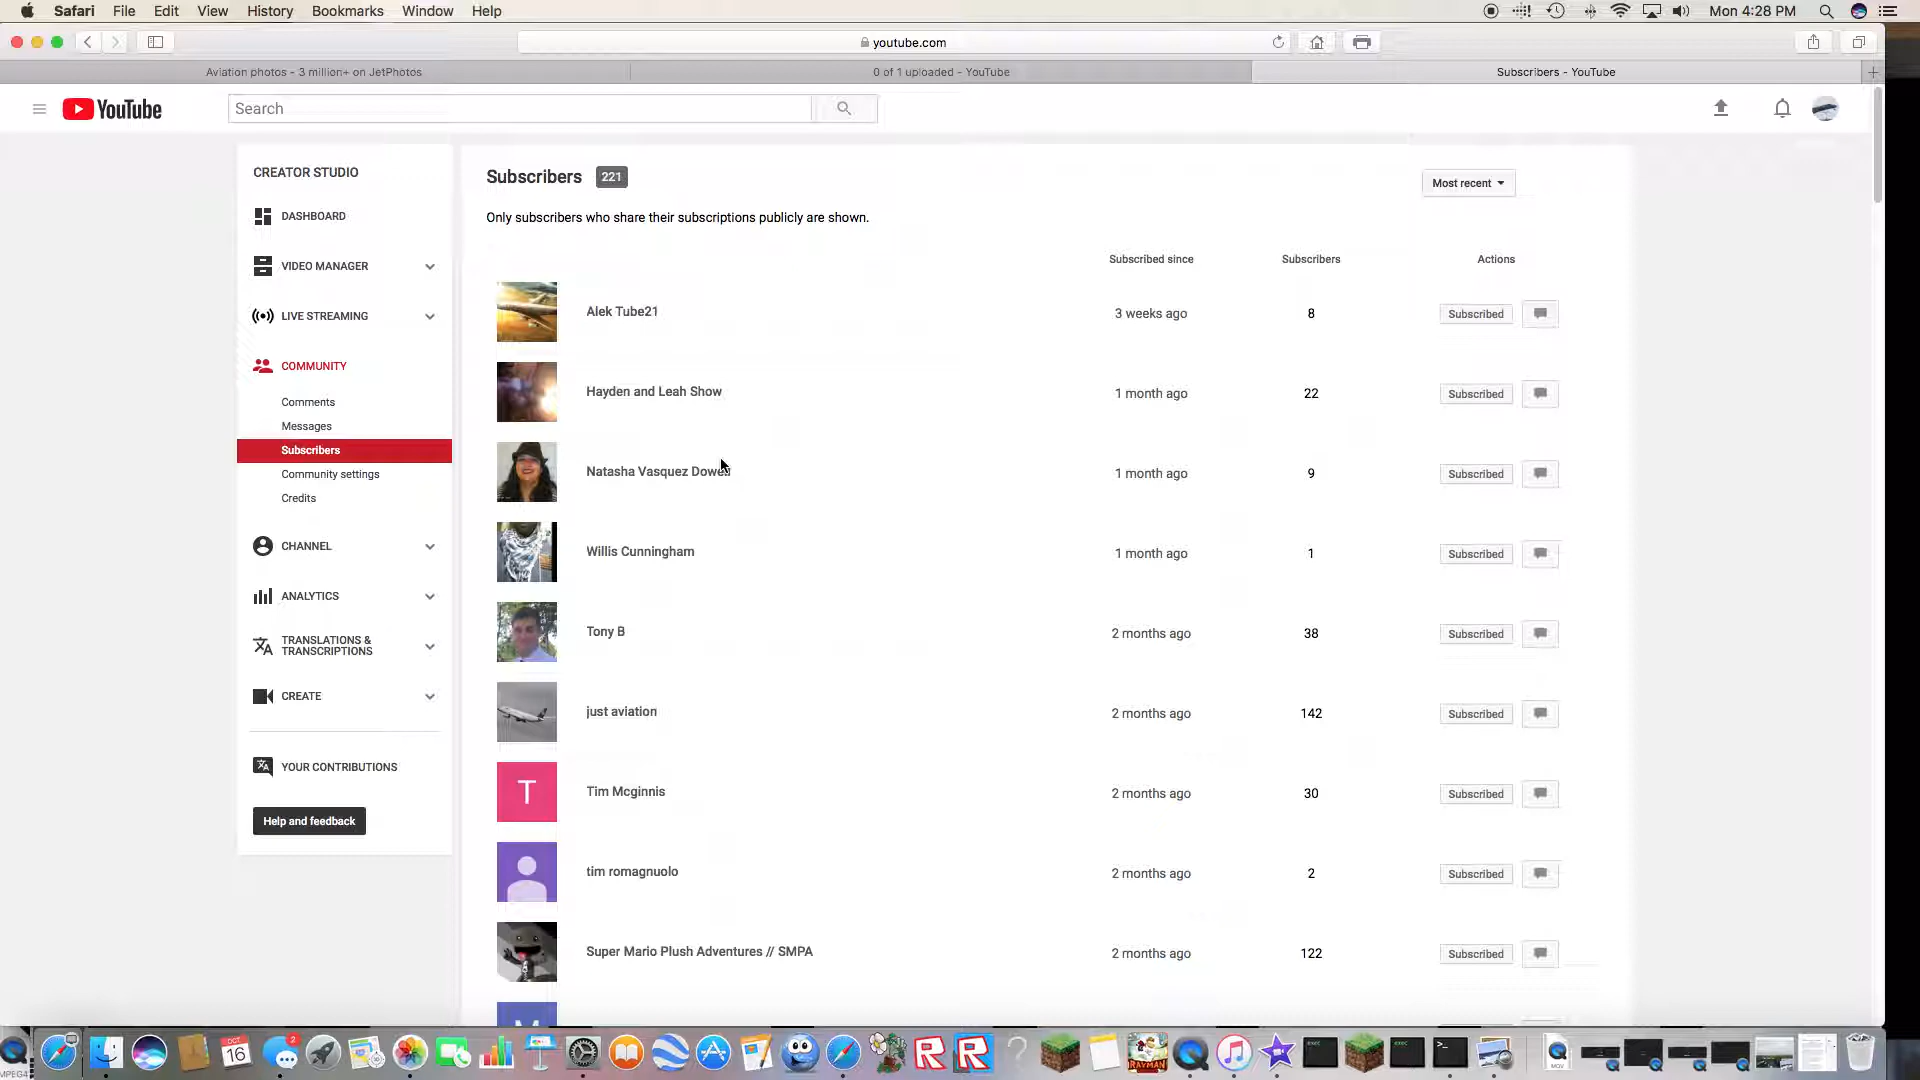 Safari File Edit View History Bookmarks Window Help Mon 4:28 PM
youtube.com
Aviation photos - 3 million+ on JetPhotos 0 of 1 uploaded - YouTube Subscribers - YouTube
YouTube Search
CREATOR STUDIO
DASHBOARD
VIDEO MANAGER
LIVE STREAMING
COMMUNITY
Comments
Messages
Subscribers
Community settings
Credits
CHANNEL
ANALYTICS
TRANSLATIONS &
TRANSCRIPTIONS
CREATE
YOUR CONTRIBUTIONS
Help and feedback
Subscribers 221 Most recent
Only subscribers who share their subscriptions publicly are shown.
Subscribed since Subscribers Actions
Alek Tube21 3 weeks ago 8 Subscribed
Hayden and Leah Show 1 month ago 22 Subscribed
Natasha Vasquez 1 month ago 9 Subscribed
Willis Cunningham 1 month ago 1 Subscribed
Tony B 2 months ago 38 Subscribed
just aviation 2 months ago 142 Subscribed
T Tim Mcginnis 2 months ago 30 Subscribed
tim romagnuolo 2 months ago 2 Subscribed
Super Mario Plush Adventures // SMPA 2 months ago 122 Subscribed
OCT
16
2
RAYMAN
MPEG4